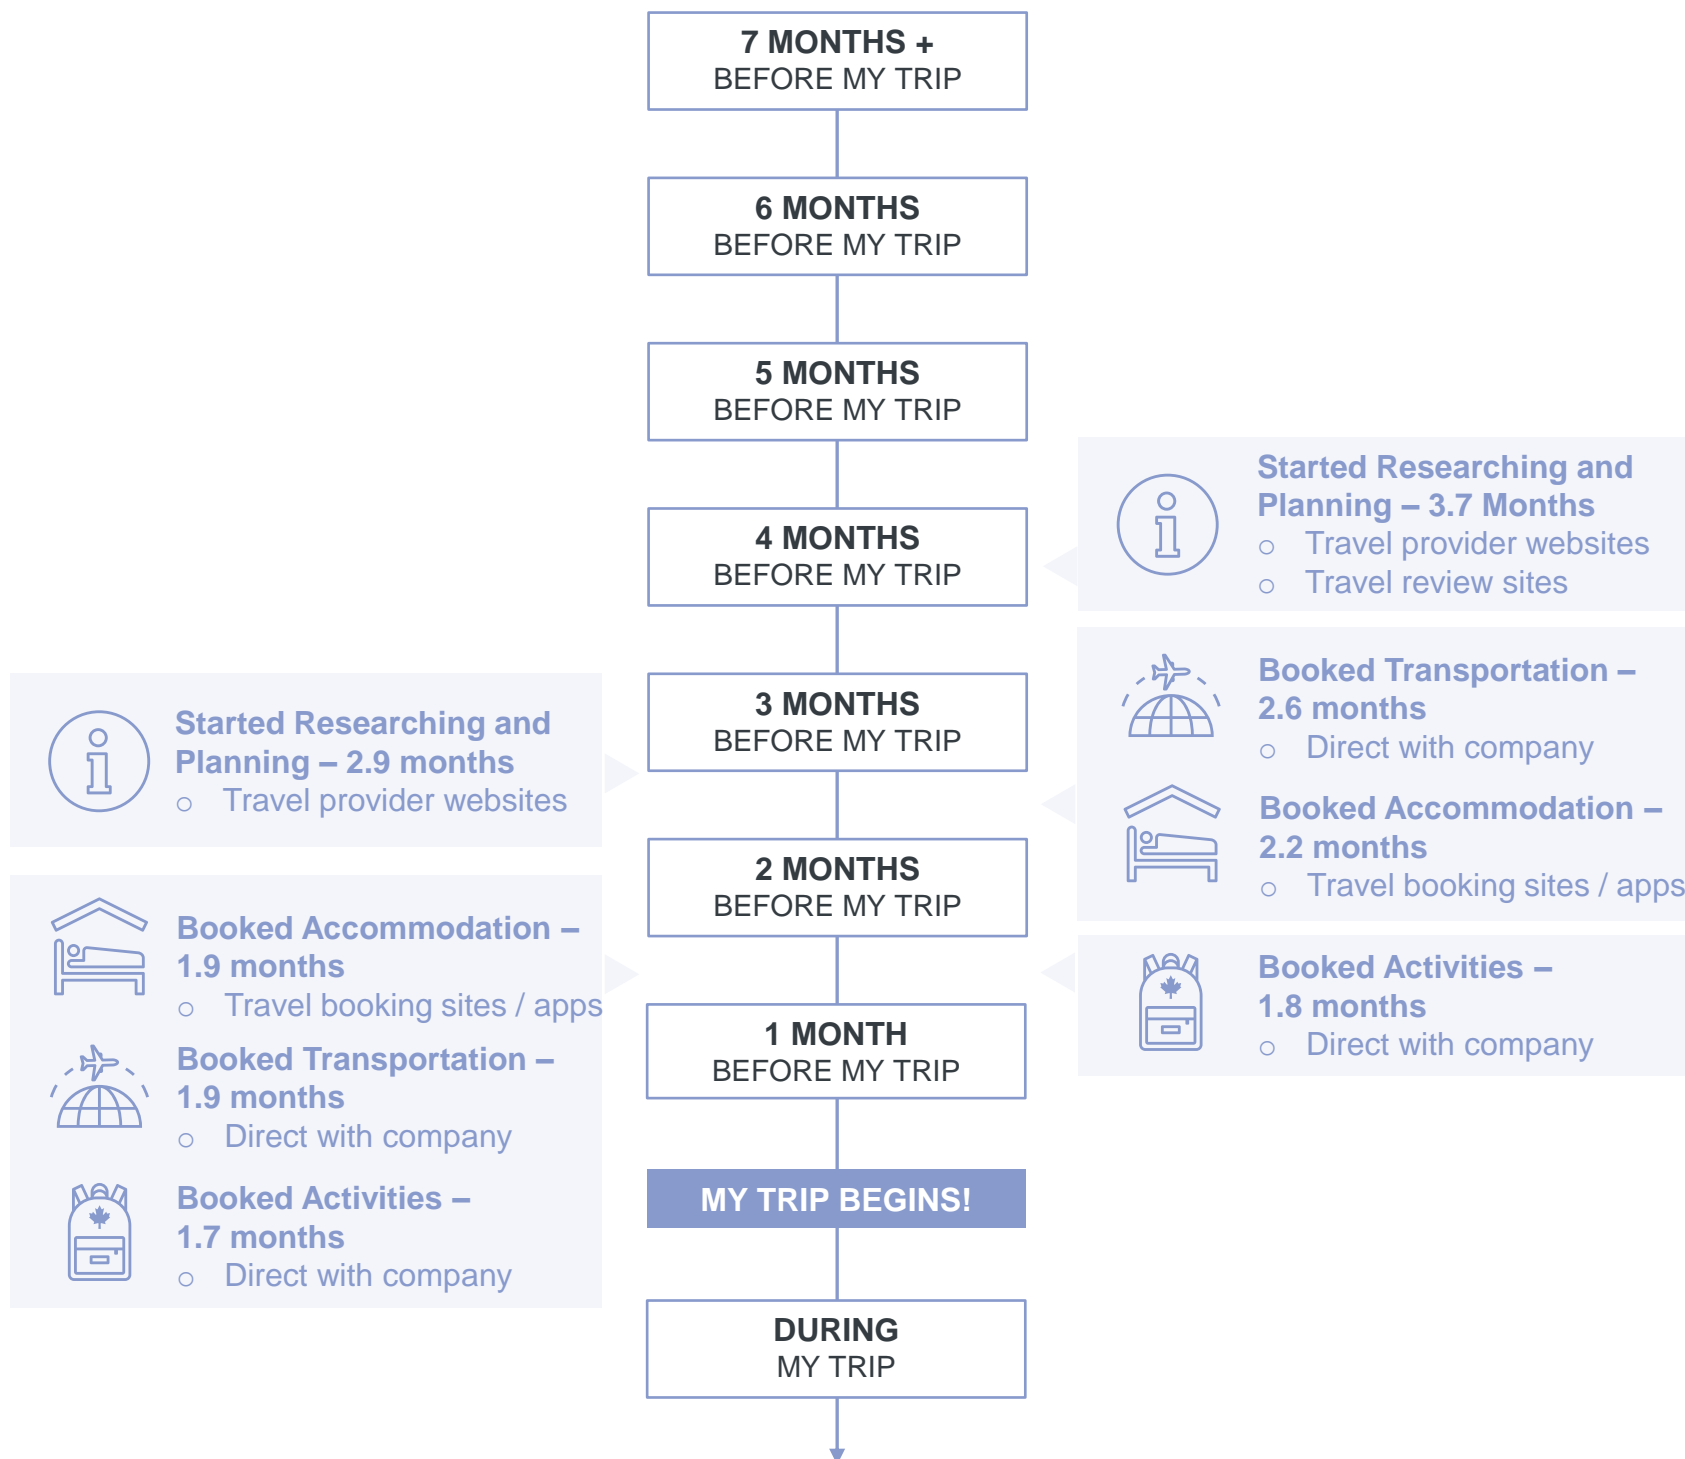 7 MONTHS +
BEFORE MY TRIP
6 MONTHS
BEFORE MY TRIP
5 MONTHS
BEFORE MY TRIP
4 MONTHS
BEFORE MY TRIP
3 MONTHS
BEFORE MY TRIP
2 MONTHS
BEFORE MY TRIP
1 MONTH
BEFORE MY TRIP
MY TRIP BEGINS!
DURING
MY TRIP
Started Researching and
Planning – 2.9 months
○ Travel provider websites
Booked Accommodation –
1.9 months
○ Travel booking sites / apps
Booked Transportation –
1.9 months
○ Direct with company
Booked Activities –
1.7 months
○ Direct with company
Started Researching and
Planning – 3.7 Months
○ Travel provider websites
○ Travel review sites
Booked Transportation –
2.6 months
○ Direct with company
Booked Accommodation –
2.2 months
○ Travel booking sites / apps
Booked Activities –
1.8 months
○ Direct with company